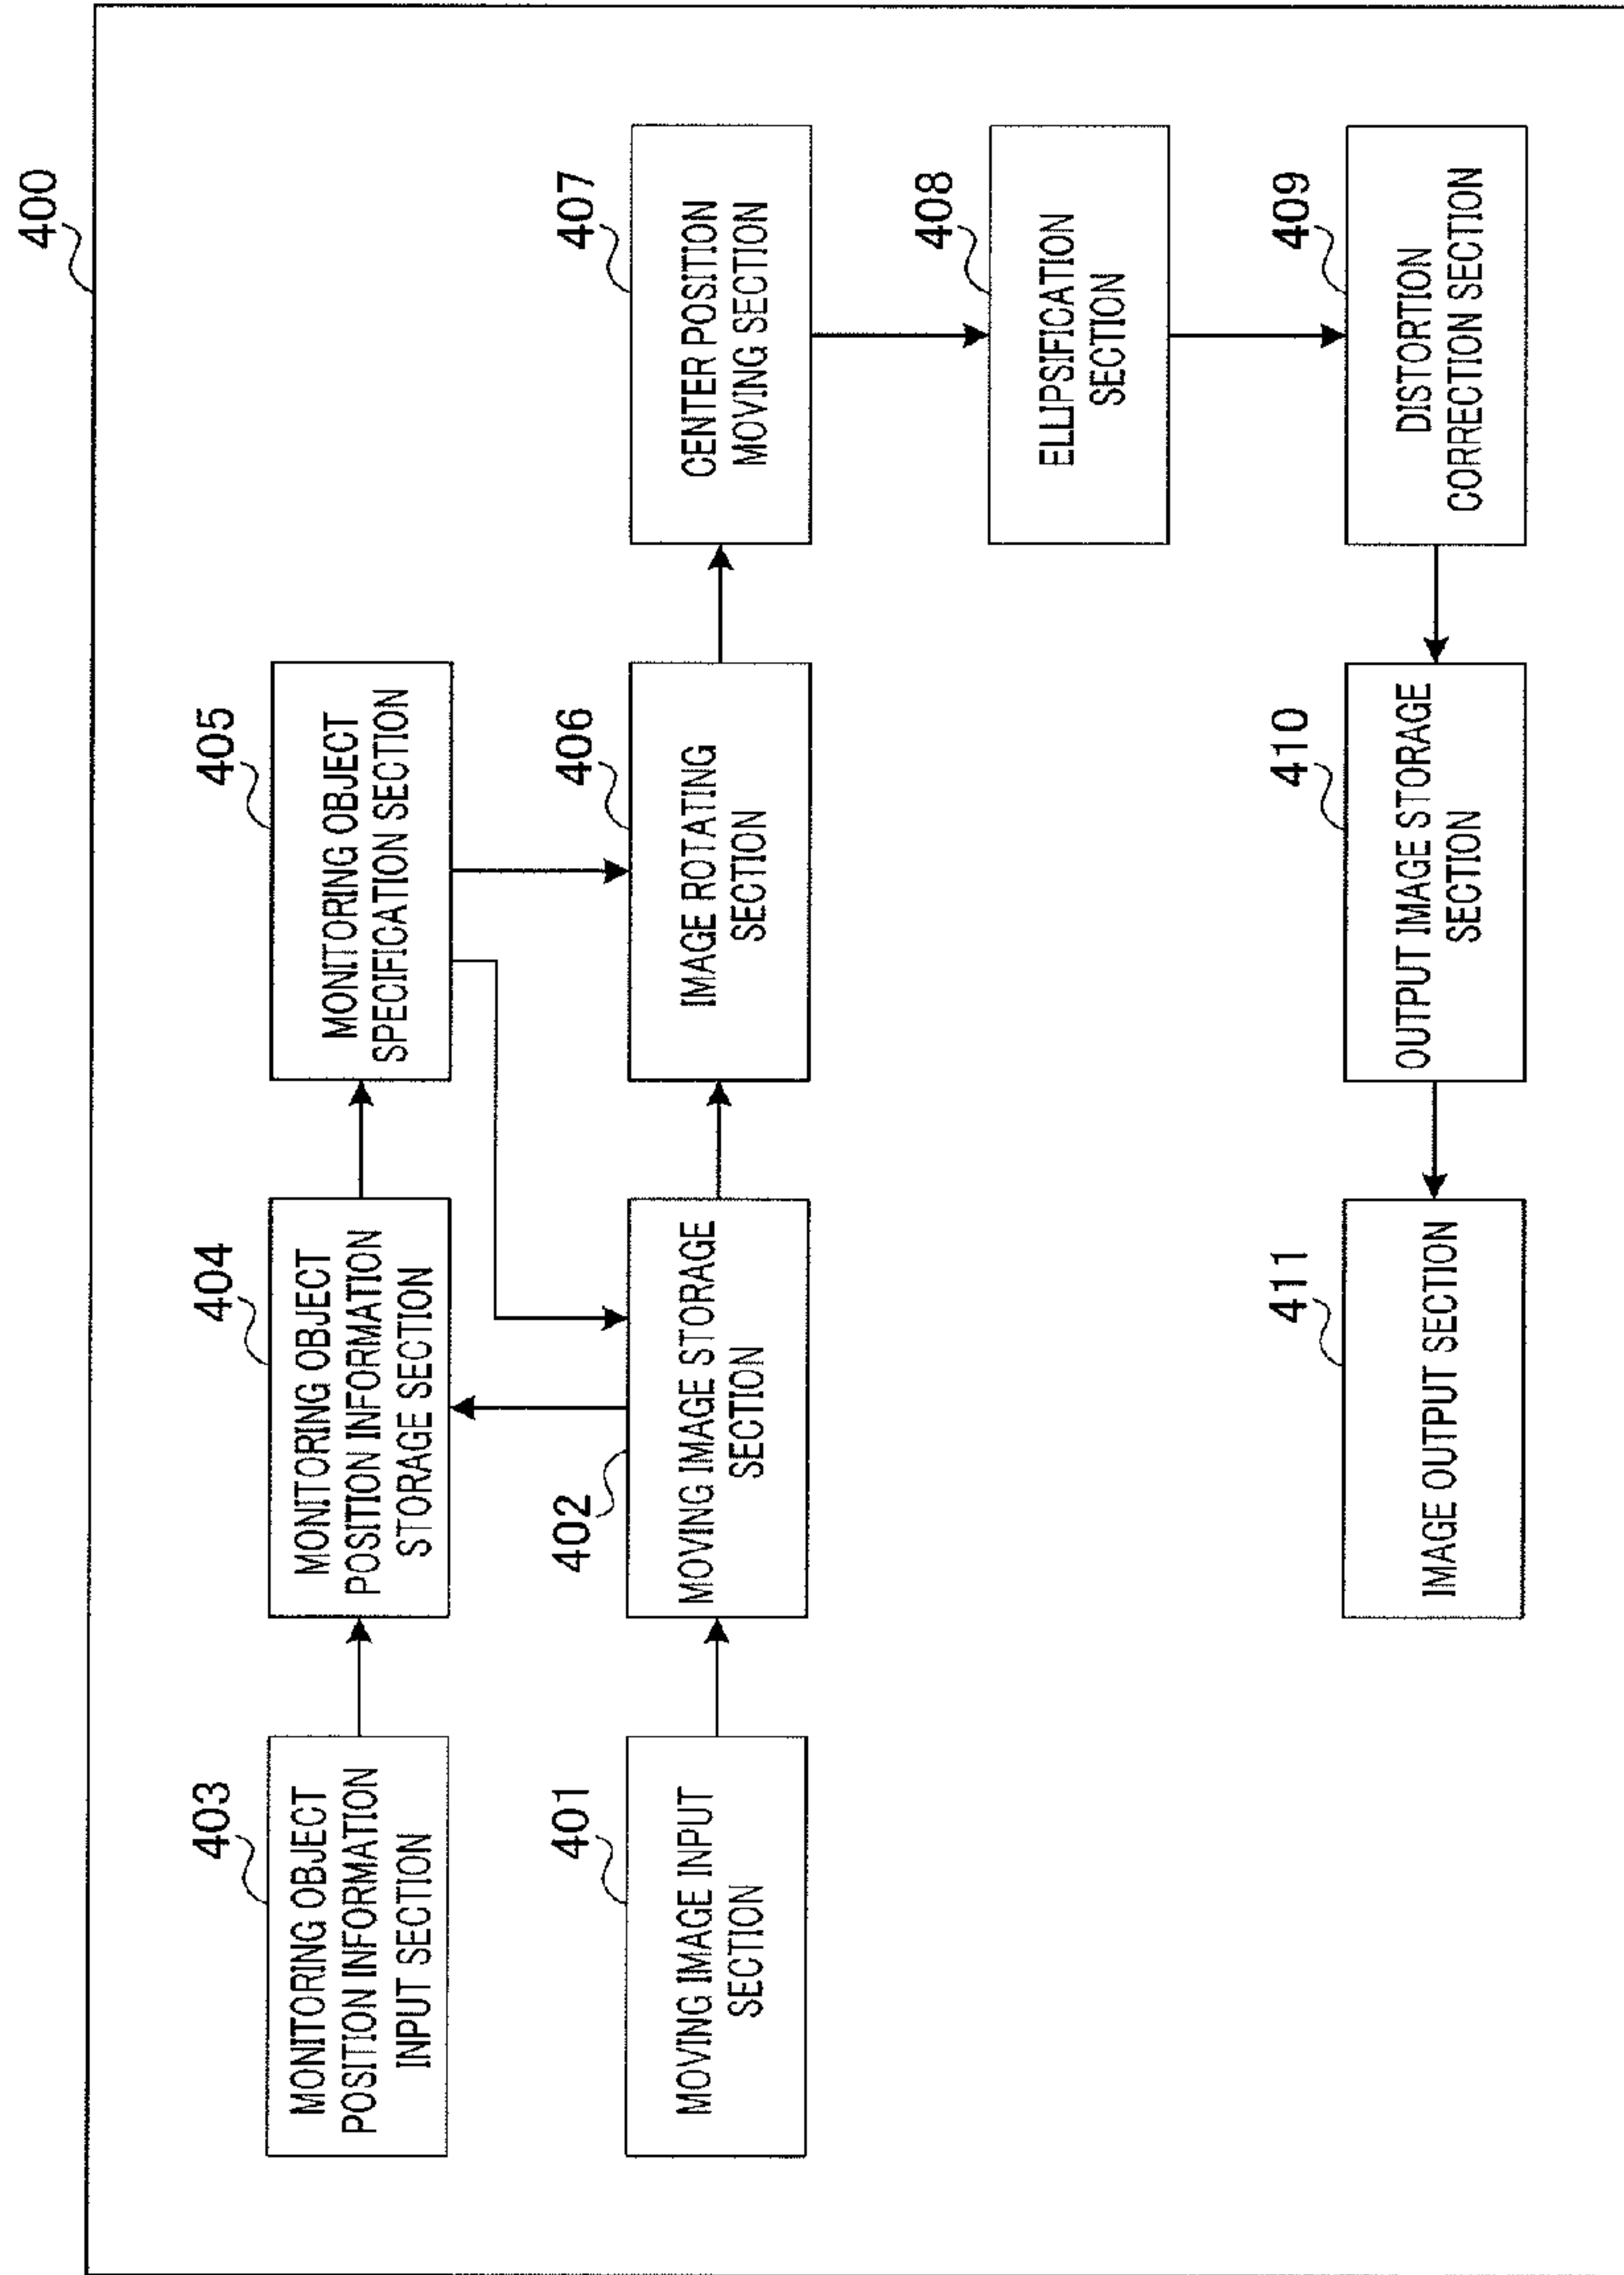 400
403
MONITORING OBJECT
POSITION INFORMATION
INPUT SECTION
404
MONITORING OBJECT
POSITION INFORMATION
STORAGE SECTION
405
MONITORING OBJECT
SPECIFICATION SECTION
401
MOVING IMAGE INPUT
SECTION
402
MOVING IMAGE STORAGE
SECTION
406
IMAGE ROTATING
SECTION
407
CENTER POSITION
MOVING SECTION
408
ELLIPSIFICATION
SECTION
411
IMAGE OUTPUT SECTION
410
OUTPUT IMAGE STORAGE
SECTION
409
DISTORTION
CORRECTION SECTION